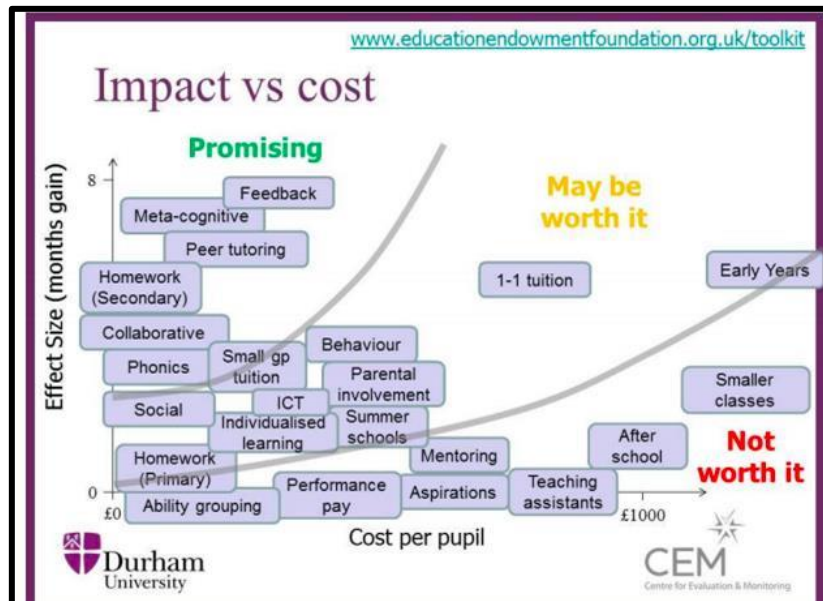 www.educationendowmentfoundation.org.uk/toolkit
Impact vs cost
Promising
May be
worth it
Not
worth it
Effect Size (months gain)
8
0
Feedback
Meta-cognitive
Peer tutoring
Homework
(Secondary)
1-1 tuition
Early Years
Collaborative
Behaviour
Phonics
Small gp
tuition
Parental
involvement
Smaller
classes
Social
ICT
Individualised
learning
Summer
schools
After
school
Homework
(Primary)
Mentoring
Ability grouping
Performance
pay
Aspirations
Teaching
assistants
£0
£1000
Cost per pupil
Durham
University
CEM
Centre for Evaluation & Monitoring